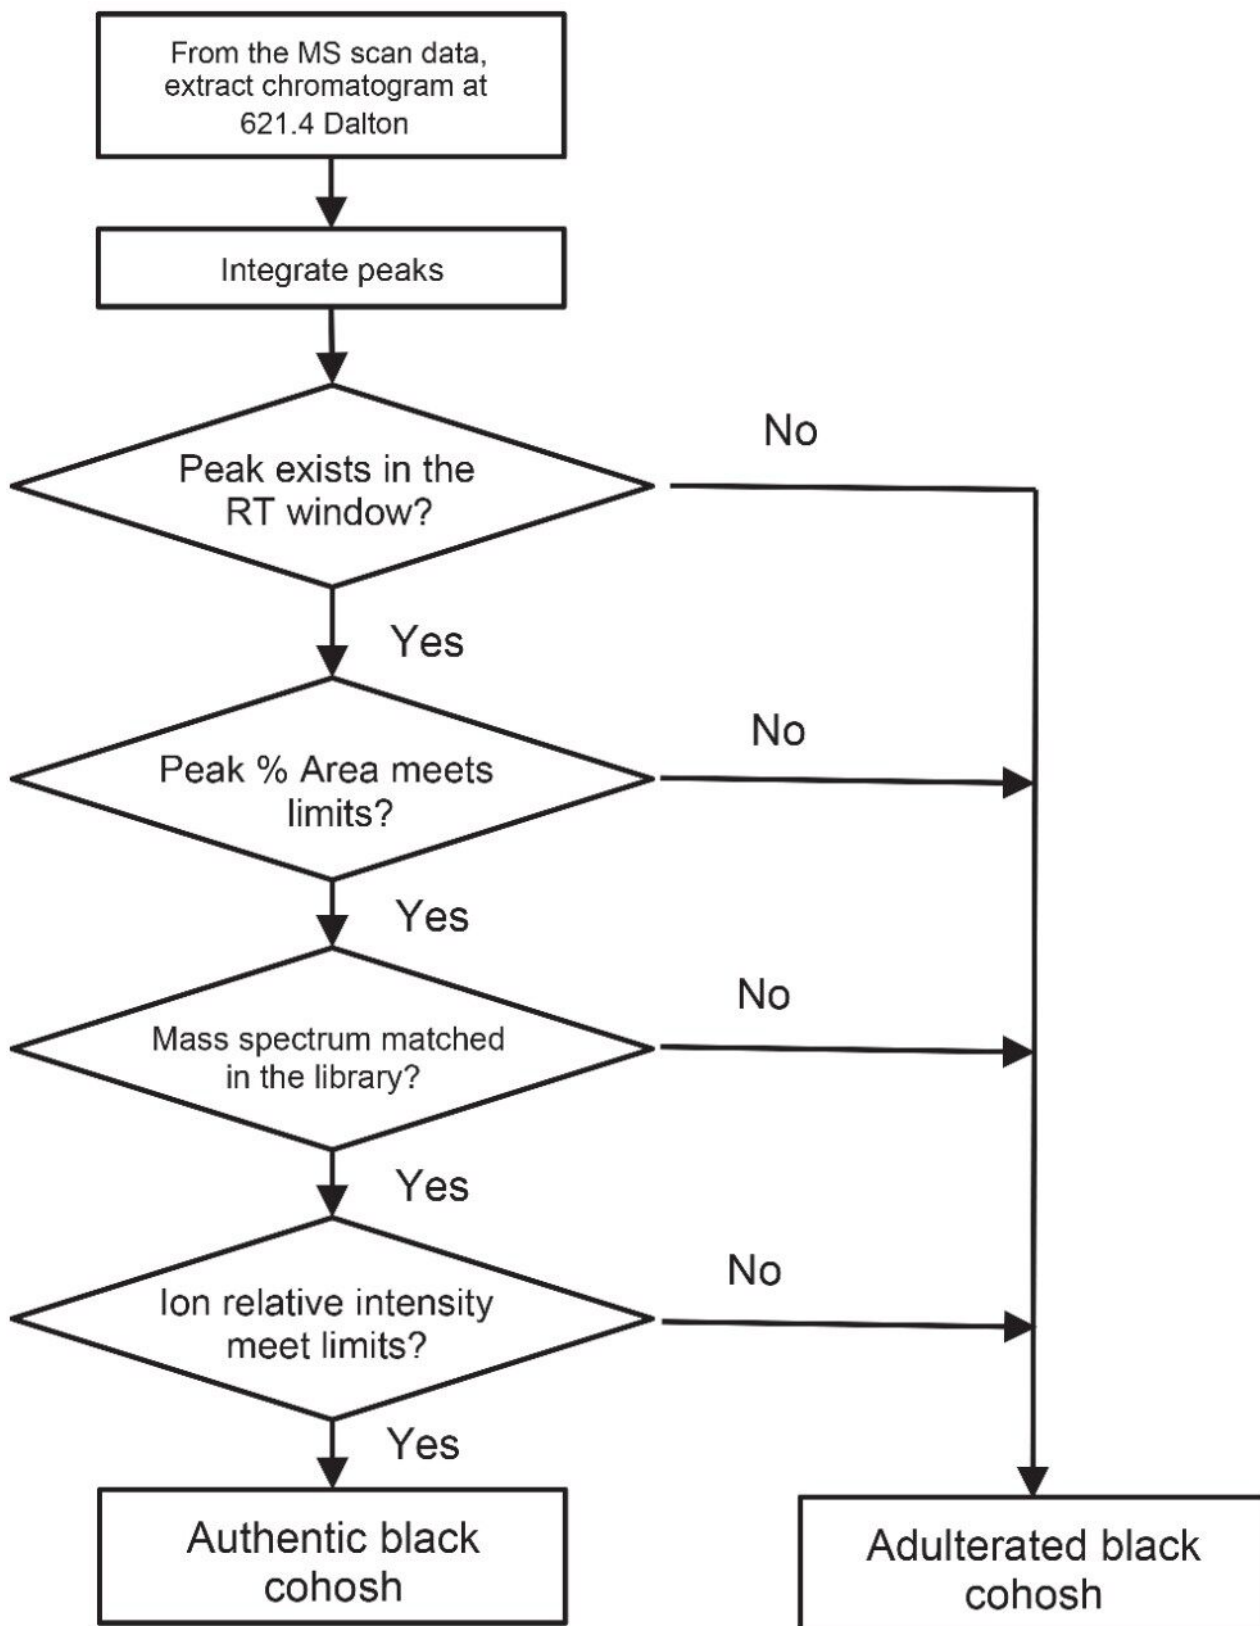 From the MS scan data,
extract chromatogram at
621.4 Dalton
Integrate peaks
Peak exists in the
RT window?
No
Yes
Peak % Area meets
limits?
No
Yes
Mass spectrum matched
in the library?
No
Yes
Ion relative intensity
meet limits?
No
Yes
Authentic black
cohosh
Adulterated black
cohosh